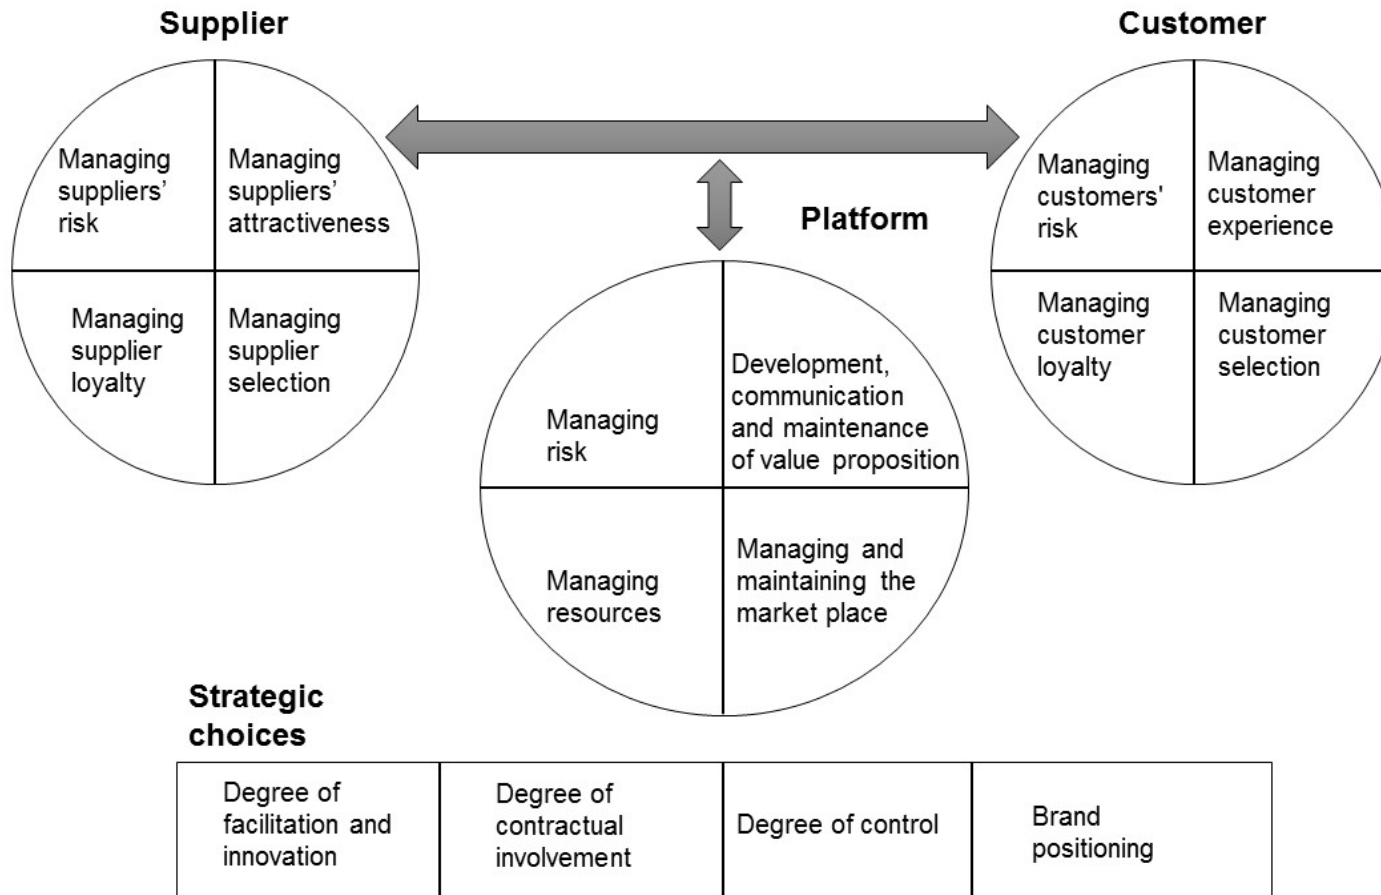 Supplier
Customer
Managing
suppliers’
risk
Managing
suppliers’
attractiveness
Managing
supplier
loyalty
Managing
supplier
selection
Platform
Managing
customers'
risk
Managing
customer
experience
Managing
customer
loyalty
Managing
customer
selection
Managing
risk
Development,
communication
and maintenance
of value proposition
Managing
resources
Managing and
maintaining the
market place
Strategic
choices
Degree of
facilitation and
innovation
Degree of
contractual
involvement
Degree of control
Brand
positioning